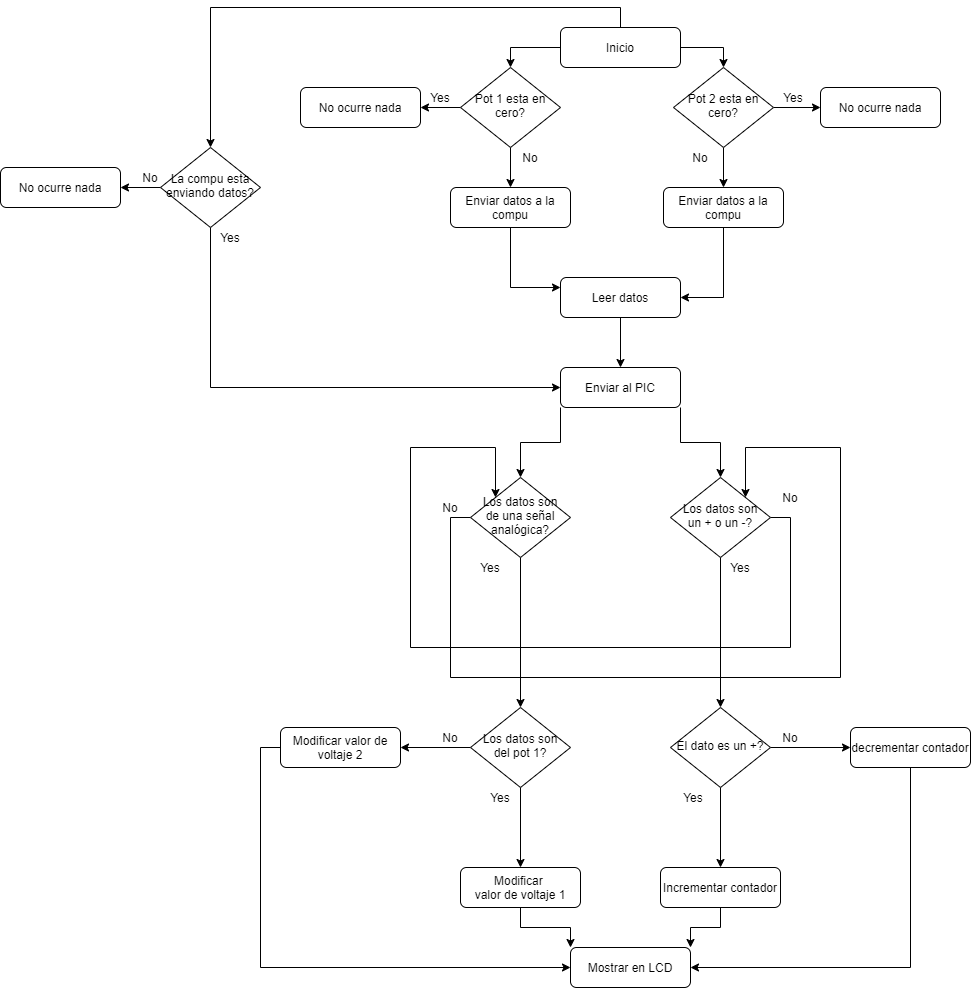 Inicio
Pot 1 esta en
cero?
Yes
No ocurre nada
Pot 2 esta en
cero?
Yes
No ocurre nada
No
No
La compu esta
enviando datos?
No
No ocurre nada
Yes
Enviar datos a la
compu
Enviar datos a la
compu
Leer datos
Enviar al PIC
Los datos son
de una señal
analógica?
No
Yes
Los datos son
un + o un -?
No
Yes
Los datos son
del pot 1?
No
Modificar valor de
voltaje 2
Yes
El dato es un +?
No
decrementar contador
Yes
Modificar
valor de voltaje 1
Incrementar contador
Mostrar en LCD